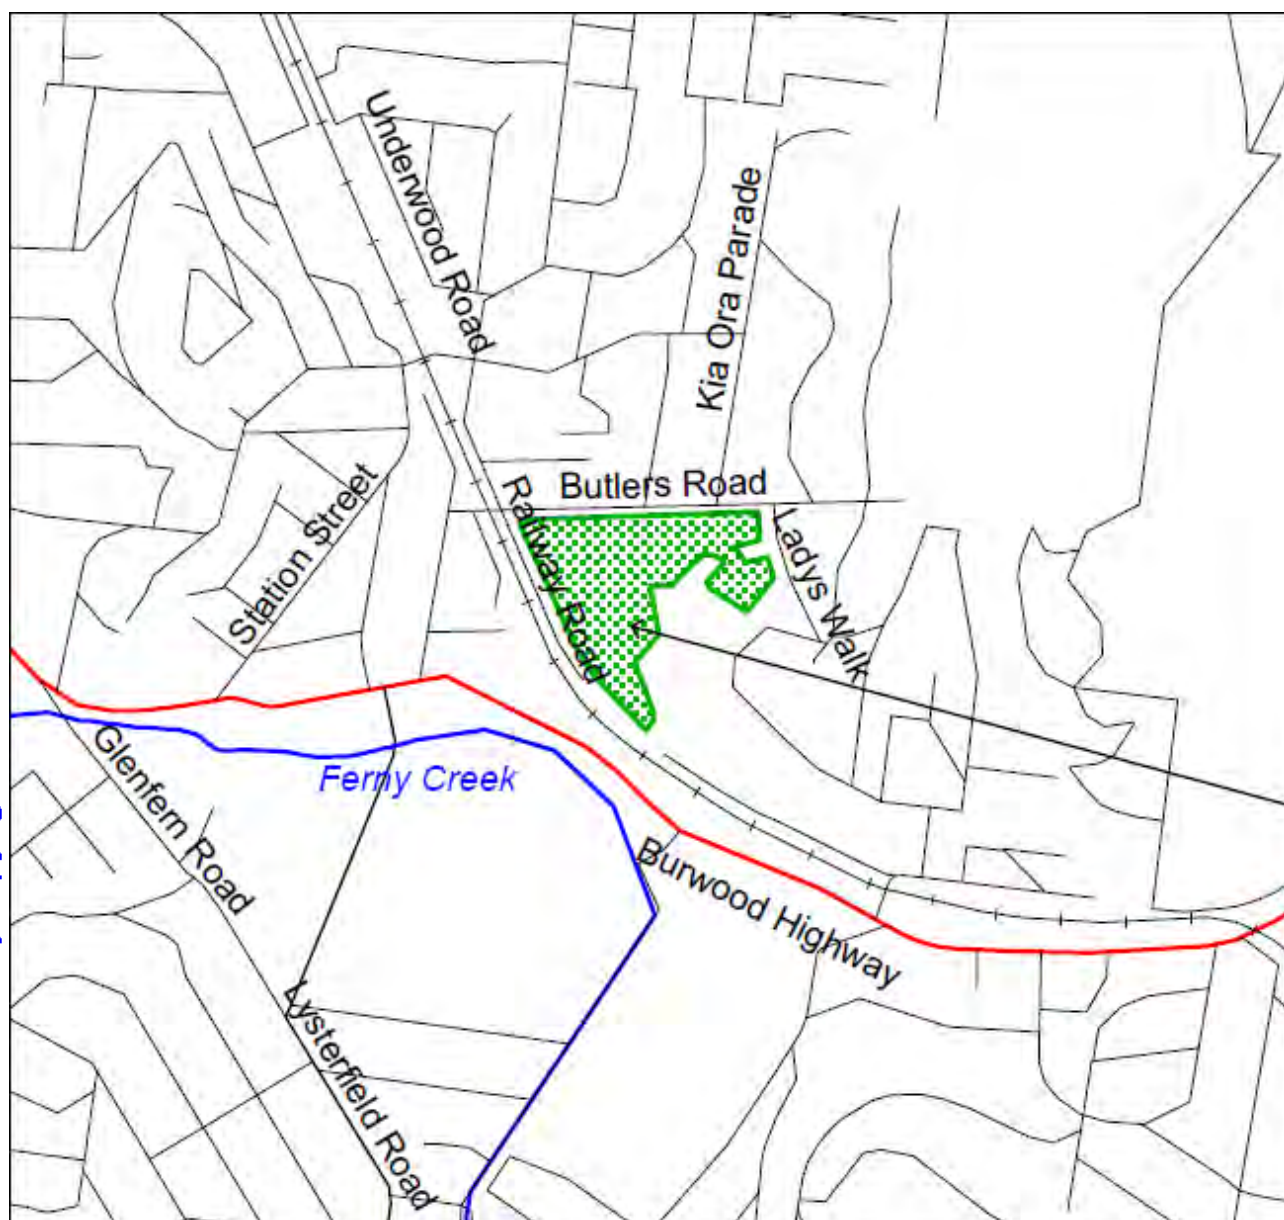 Underwood Road
Kia Ora Parade
Butlers Road
Railway Road
Ladys Walk
Station Street
Glenfern Road
Ferny Creek
Burwood Highway
Lysterfield Road